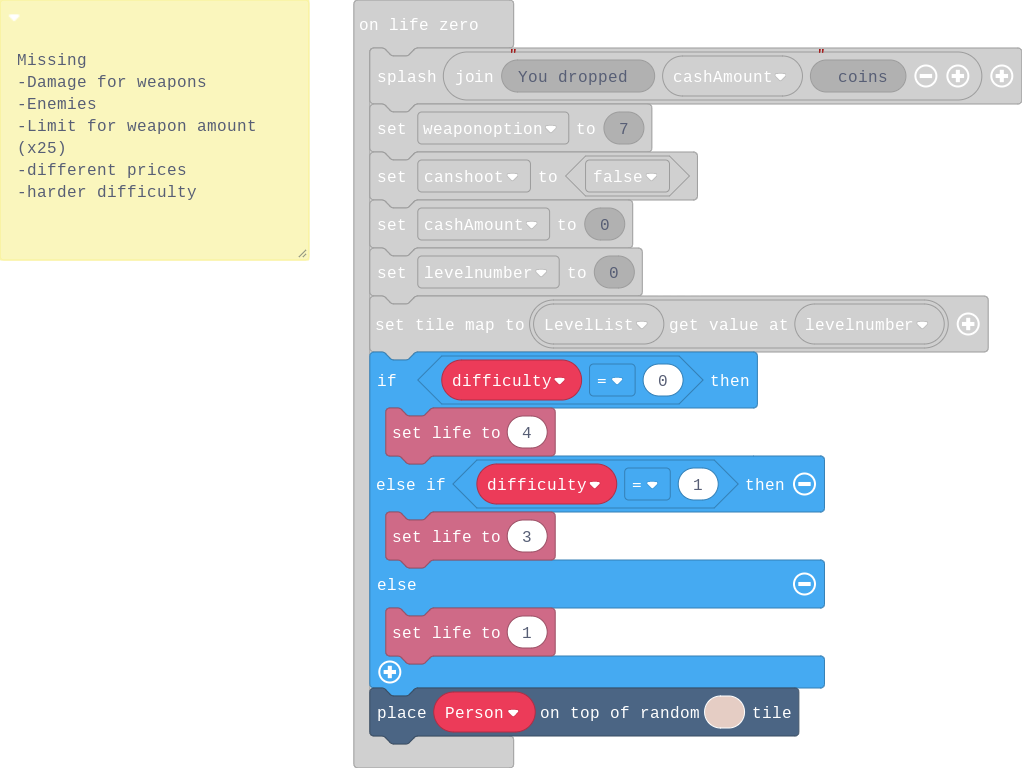 Missing
-Damage for weapons
-Enemies
-Limit for weapon amount
(x25)
-different prices
-harder difficulty
on life zero
splash join "You dropped " cashAmount " coins"
set weaponoption to 7
set canshoot to false
set cashAmount to 0
set levelnumber to 0
set tile map to LevelList get value at levelnumber
if difficulty = 0 then
set life to 4
else if difficulty = 1 then
set life to 3
else
set life to 1
place Person on top of random tile